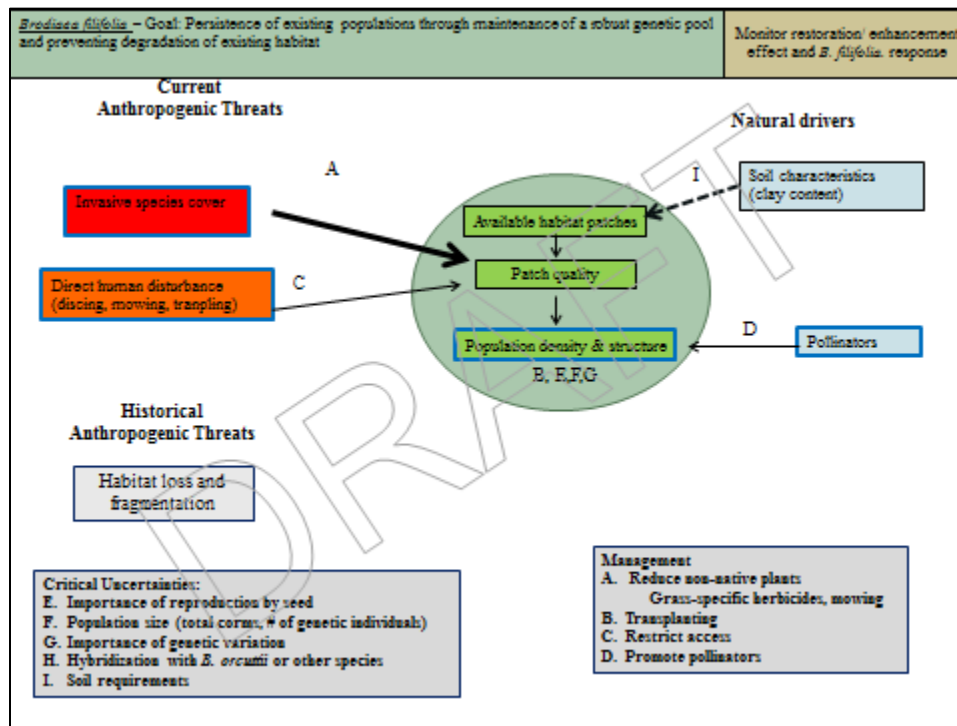 Brodiaea filifolia – Goal: Persistence of existing populations through maintenance of a robust genetic pool
and preventing degradation of existing habitat
Monitor restoration/ enhancement
effect and B. filifolia. response
Current
Anthropogenic Threats
Natural drivers
A
I
Soil characteristics
(clay content)
Invasive species cover
Available habitat patches
Direct human disturbance
(discing, mowing, trampling)
C
Patch quality
D
Population density & structure
Pollinators
B, E,F,G
Historical
Anthropogenic Threats
Habitat loss and
fragmentation
DRAFT
Critical Uncertainties:
E. Importance of reproduction by seed
F. Population size (total corms, # of genetic individuals)
G. Importance of genetic variation
H. Hybridization with B. orcuttii or other species
I. Soil requirements
Management
A. Reduce non-native plants
Grass-specific herbicides, mowing
B. Transplanting
C. Restrict access
D. Promote pollinators